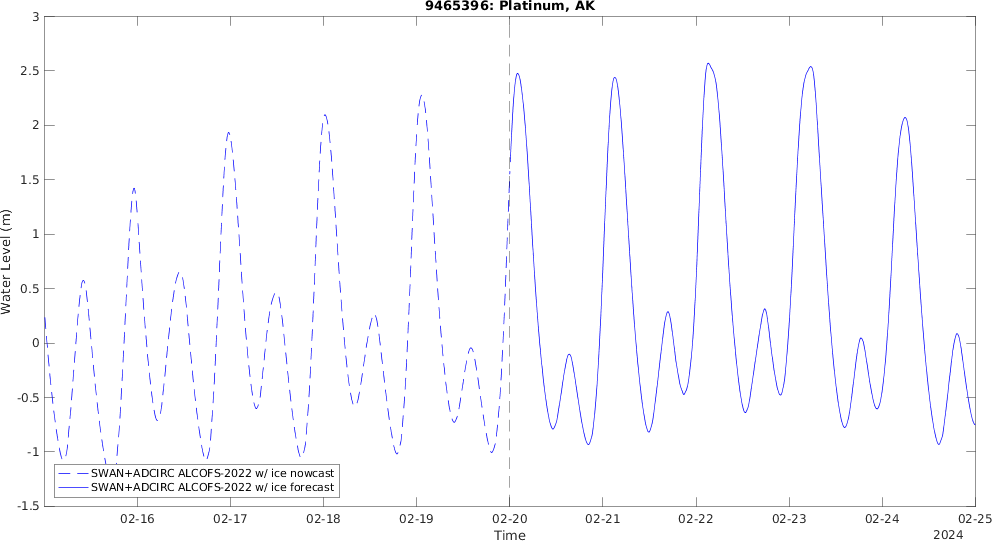 9465396: Platinum, AK
Water Level (m)
3
2.5
2
1.5
1
0.5
0
-0.5
-1
-1.5
SWAN+ADCIRC ALCOFS-2022 w/ ice nowcast
SWAN+ADCIRC ALCOFS-2022 w/ ice forecast
02-16 02-17 02-18 02-19 02-20 02-21 02-22 02-23 02-24 02-25
Time
2024